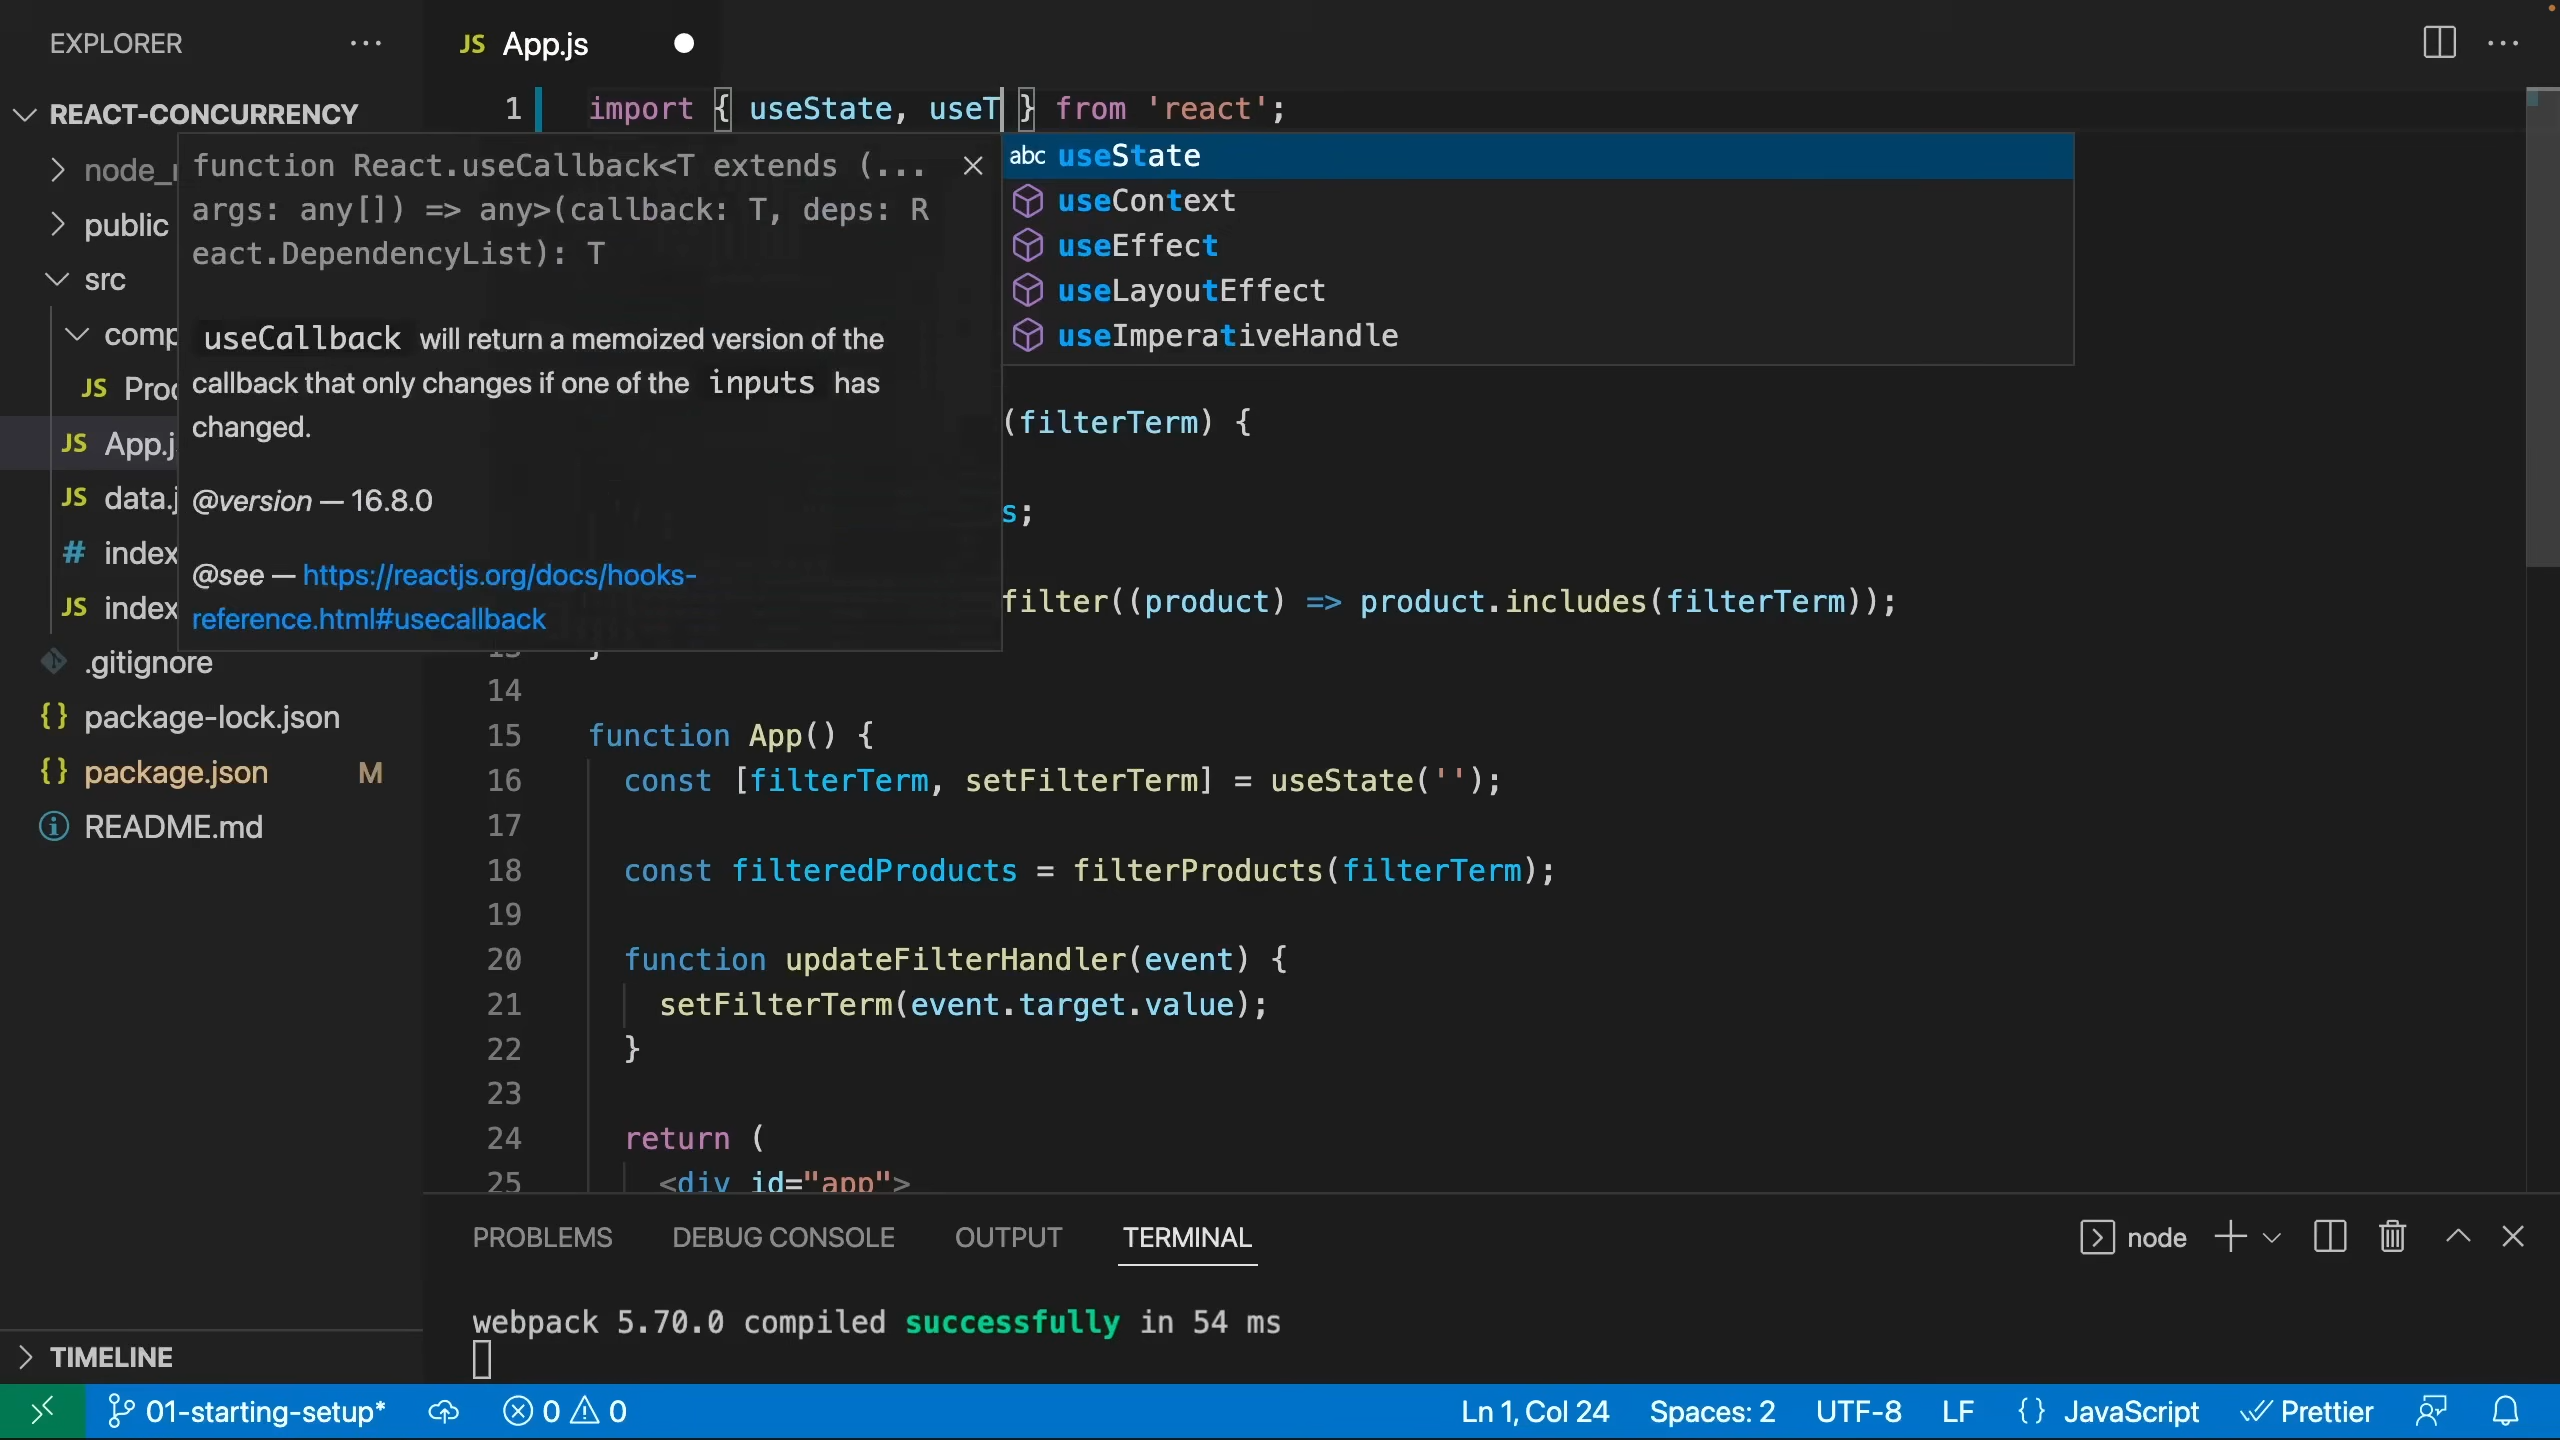 EXPLORER
JS App.js
REACT-CONCURRENCY
node_
public
src
comp
JS Proc
JS App.j
JS data.j
# index
JS index
.gitignore
{} package-lock.json
{} package.json M
README.md
TIMELINE
1 import { useState, useT } from 'react';
function React.useCallback<T extends (...
args: any[]) => any>(callback: T, deps: R
eact.DependencyList): T
useCallback will return a memoized version of the
callback that only changes if one of the inputs has
changed.
@version — 16.8.0
@see — https://reactjs.org/docs/hooks-
reference.html#usecallback
abc useState
useContext
useEffect
useLayoutEffect
useImperativeHandle
(filterTerm) {
s;
filter((product) => product.includes(filterTerm));
13 }
14
15 function App() {
16 const [filterTerm, setFilterTerm] = useState('');
17
18 const filteredProducts = filterProducts(filterTerm);
19
20 function updateFilterHandler(event) {
21 setFilterTerm(event.target.value);
22 }
23
24 return (
25 <div id="app">
PROBLEMS DEBUG CONSOLE OUTPUT TERMINAL node
webpack 5.70.0 compiled successfully in 54 ms
01-starting-setup* 0 0 Ln 1, Col 24 Spaces: 2 UTF-8 LF {} JavaScript Prettier